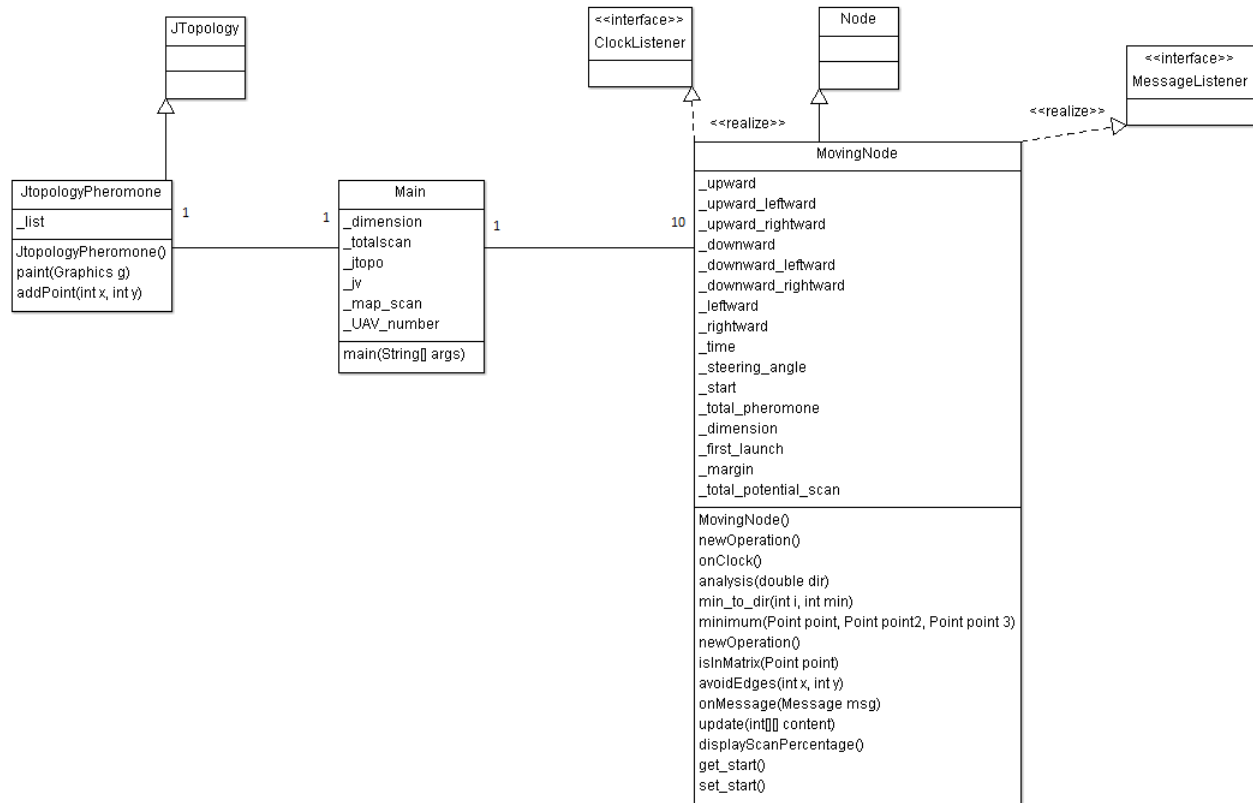 JTopology
<<interface>>
ClockListener
Node
<<interface>>
MessageListener
<<realize>>
<<realize>>
JtopologyPheromone
_list
JtopologyPheromone()
paint(Graphics g)
addPoint(int x, int y)
1
1
Main
_dimension
_totalscan
_jtopo
_jv
_map_scan
_UAV_number
main(String[] args)
1
10
MovingNode
_upward
_upward_leftward
_upward_rightward
_downward
_downward_leftward
_downward_rightward
_leftward
_rightward
_time
_steering_angle
_start
_total_pheromone
_dimension
_first_launch
_margin
_total_potential_scan
MovingNode()
newOperation()
onClock()
analysis(double dir)
min_to_dir(int i, int min)
minimum(Point point, Point point2, Point point 3)
newOperation()
isInMatrix(Point point)
avoidEdges(int x, int y)
onMessage(Message msg)
update(int[][] content)
displayScanPercentage()
get_start()
set_start()